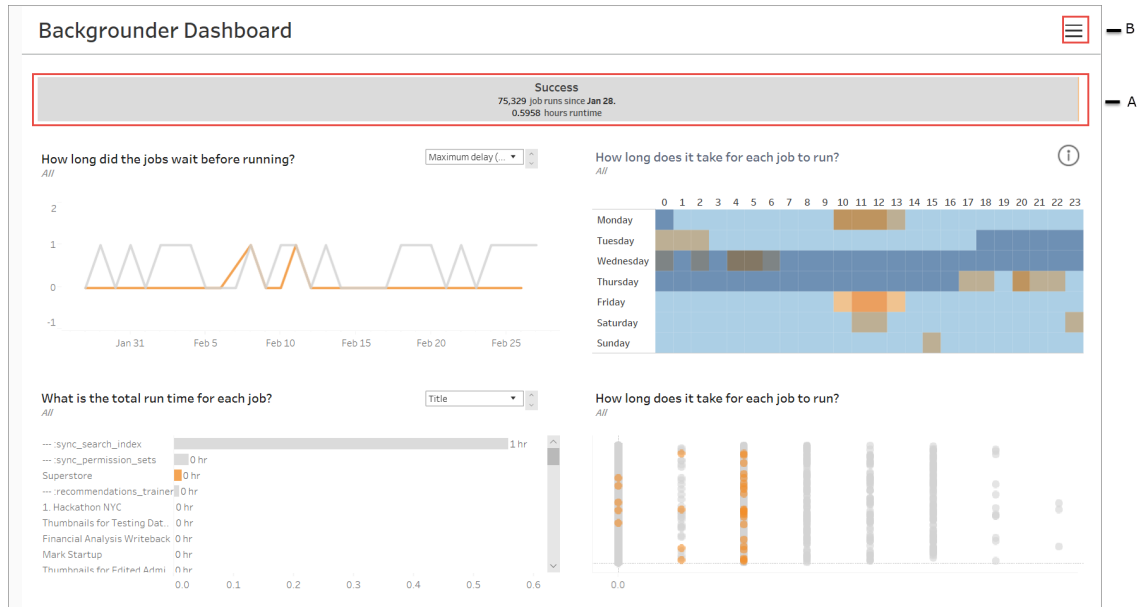 Backgrounder Dashboard
B
Success
75,329 job runs since Jan 28.
0.5958 hours runtime
A
How long did the jobs wait before running?
All
Maximum delay (...
2
1
0
-1
Jan 31 Feb 5 Feb 10 Feb 15 Feb 20 Feb 25
How long does it take for each job to run?
All
0 1 2 3 4 5 6 7 8 9 10 11 12 13 14 15 16 17 18 19 20 21 22 23
Monday
Tuesday
Wednesday
Thursday
Friday
Saturday
Sunday
What is the total run time for each job?
All
Title
--- :sync_search_index 1 hr
--- :sync_permission_sets 0 hr
Superstore 0 hr
--- :recommendations_trainer 0 hr
1. Hackathon NYC 0 hr
Thumbnails for Testing Dat.. 0 hr
Financial Analysis Writeback 0 hr
Mark Startup 0 hr
Thumbnails for Edited Admi.. 0 hr
0.0 0.1 0.2 0.3 0.4 0.5 0.6
How long does it take for each job to run?
All
0.0